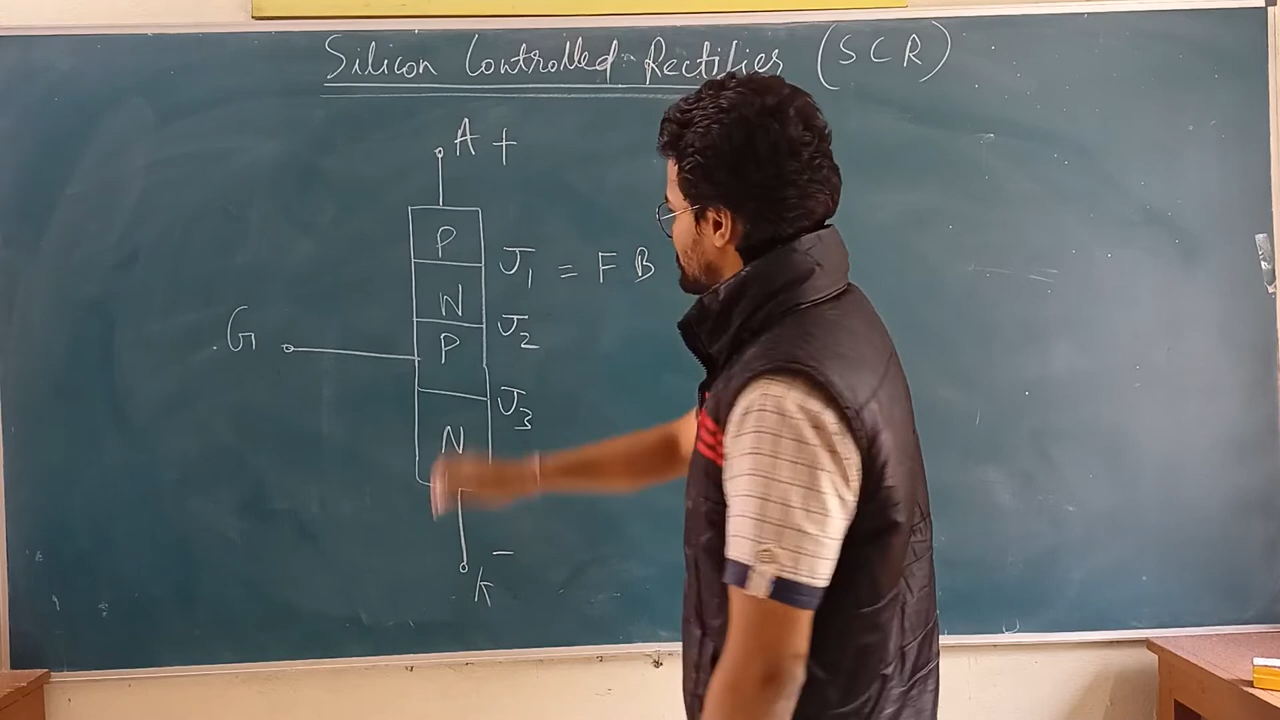 Silicon Controlled Rectifier (SCR)
A +
P
J1 = F B
N
J2
G
P
J3
N
-
K